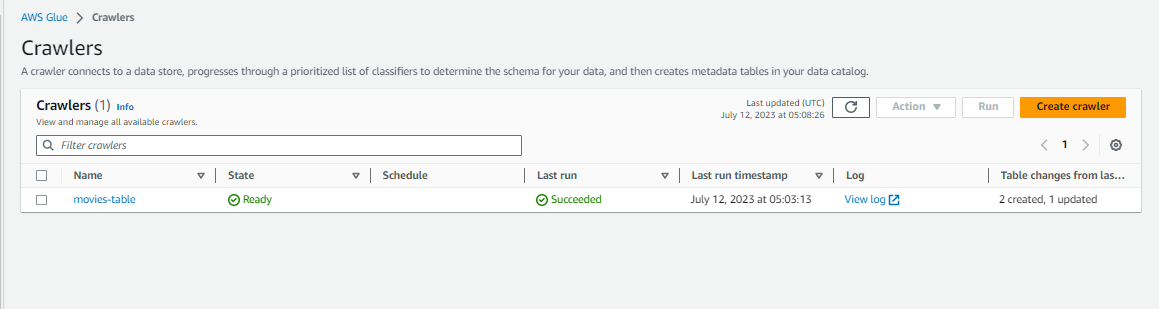 AWS Glue > Crawlers
Crawlers
A crawler connects to a data store, progresses through a prioritized list of classifiers to determine the schema for your data, and then creates metadata tables in your data catalog.
Crawlers (1) Info
View and manage all available crawlers.
Last updated (UTC)
July 12, 2023 at 05:08:26
Action
Run
Create crawler
Filter crawlers
1
Name State Schedule Last run Last run timestamp Log Table changes from las...
movies-table Ready Succeeded July 12, 2023 at 05:03:13 View log 2 created, 1 updated